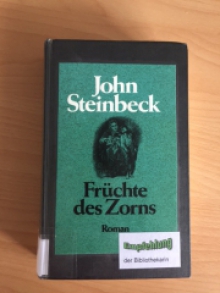 John
Steinbeck
Früchte
des Zorns
Roman
Empfehlung
der Bibliothekarin